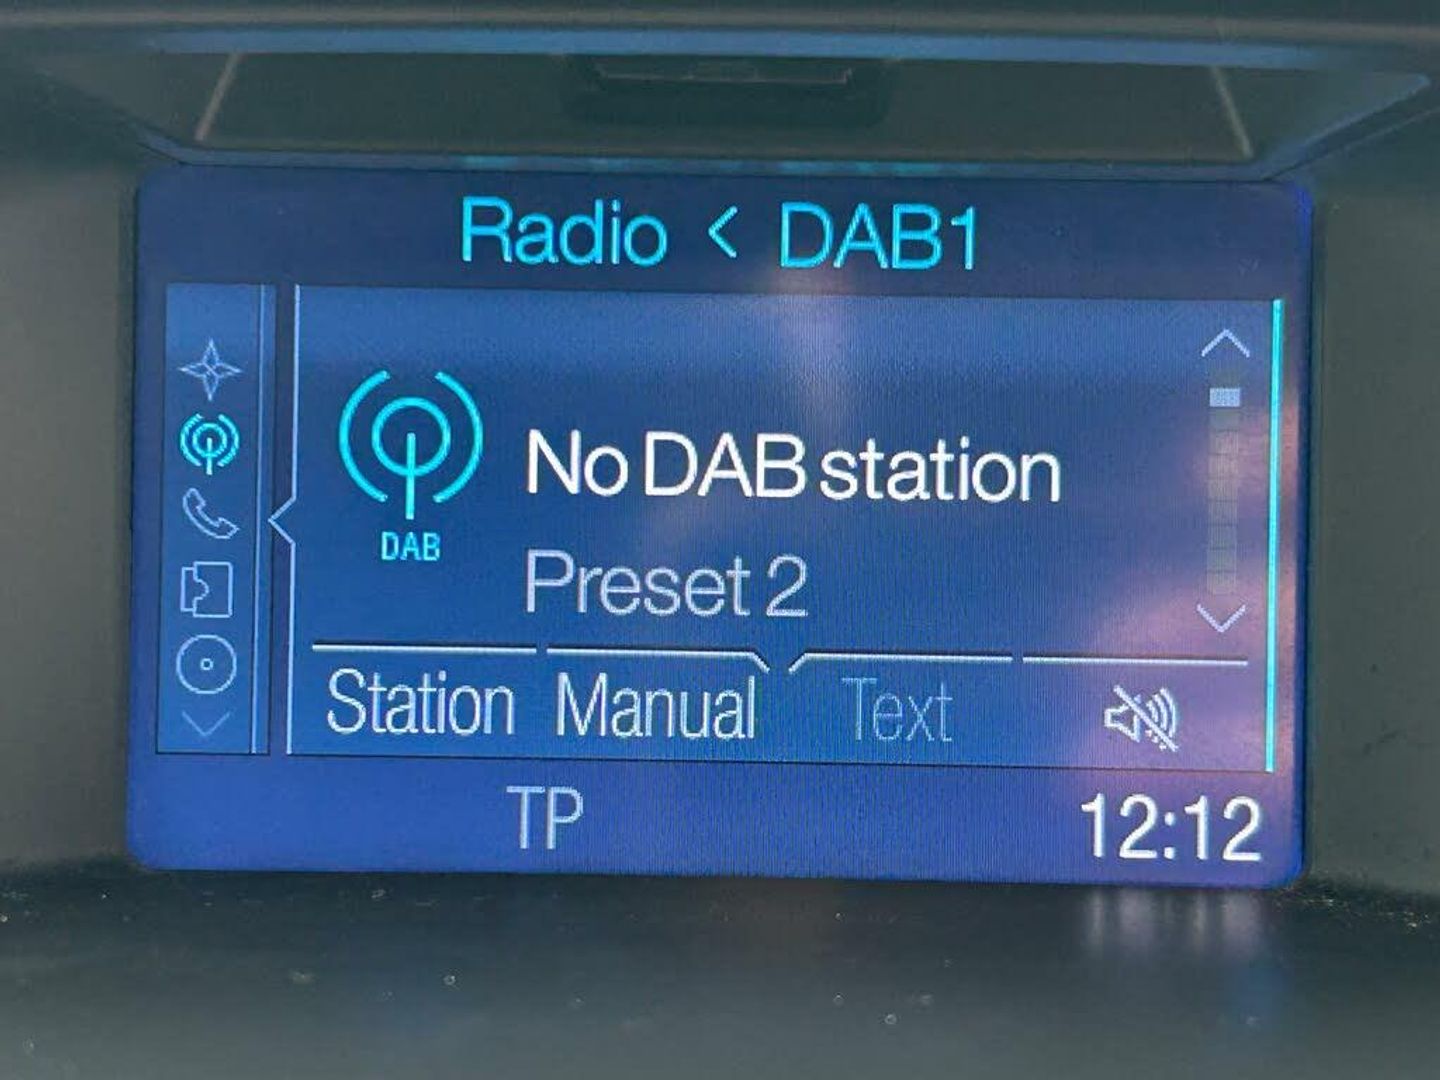 Radio < DAB1
DAB
No DAB station
Preset 2
Station Manual Text
TP 12:12